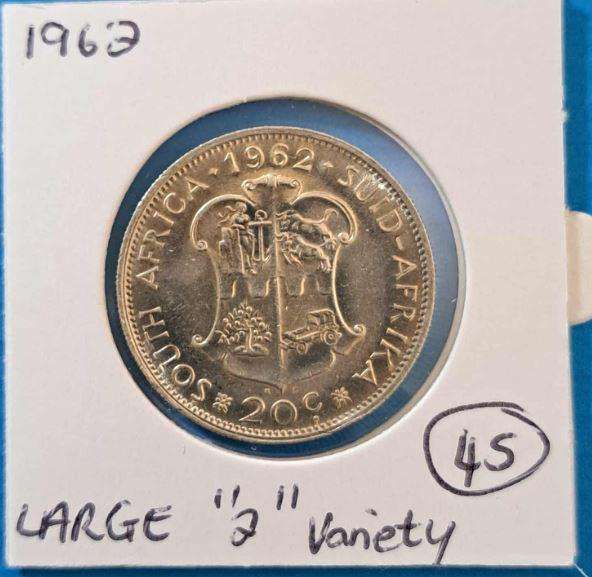 1962
SOUTH AFRICA · 1962 · SUID-AFRIKA
20C
45
LARGE "2" Variety